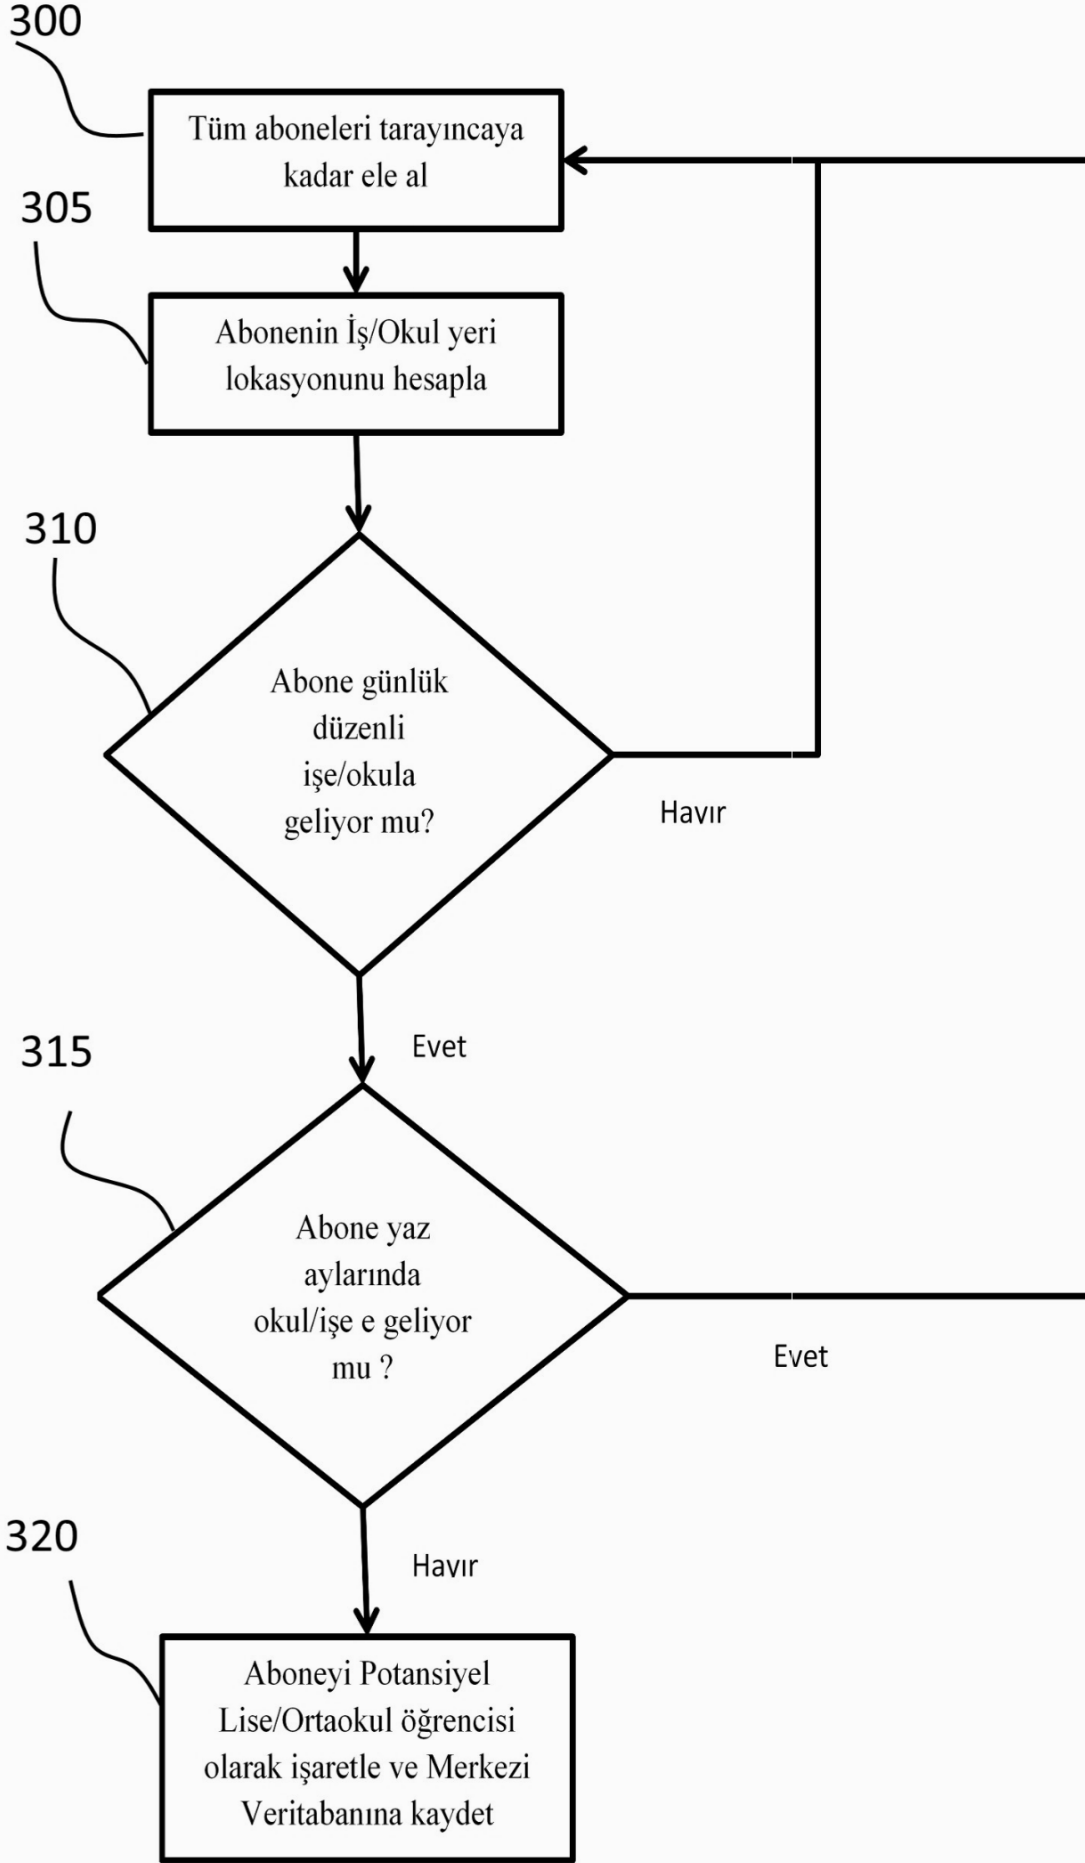 300
Tüm aboneleri tarayıncaya
kadar ele al
305
Abonenin İş/Okul yeri
lokasyonunu hesapla
310
Abone günlük
düzenli
işe/okula
geliyor mu?
Havır
Evet
315
Abone yaz
aylarında
okul/işe e geliyor
mu ?
Evet
Havır
320
Aboneyi Potansiyel
Lise/Ortaokul öğrencisi
olarak işaretle ve Merkezi
Veritabanına kaydet